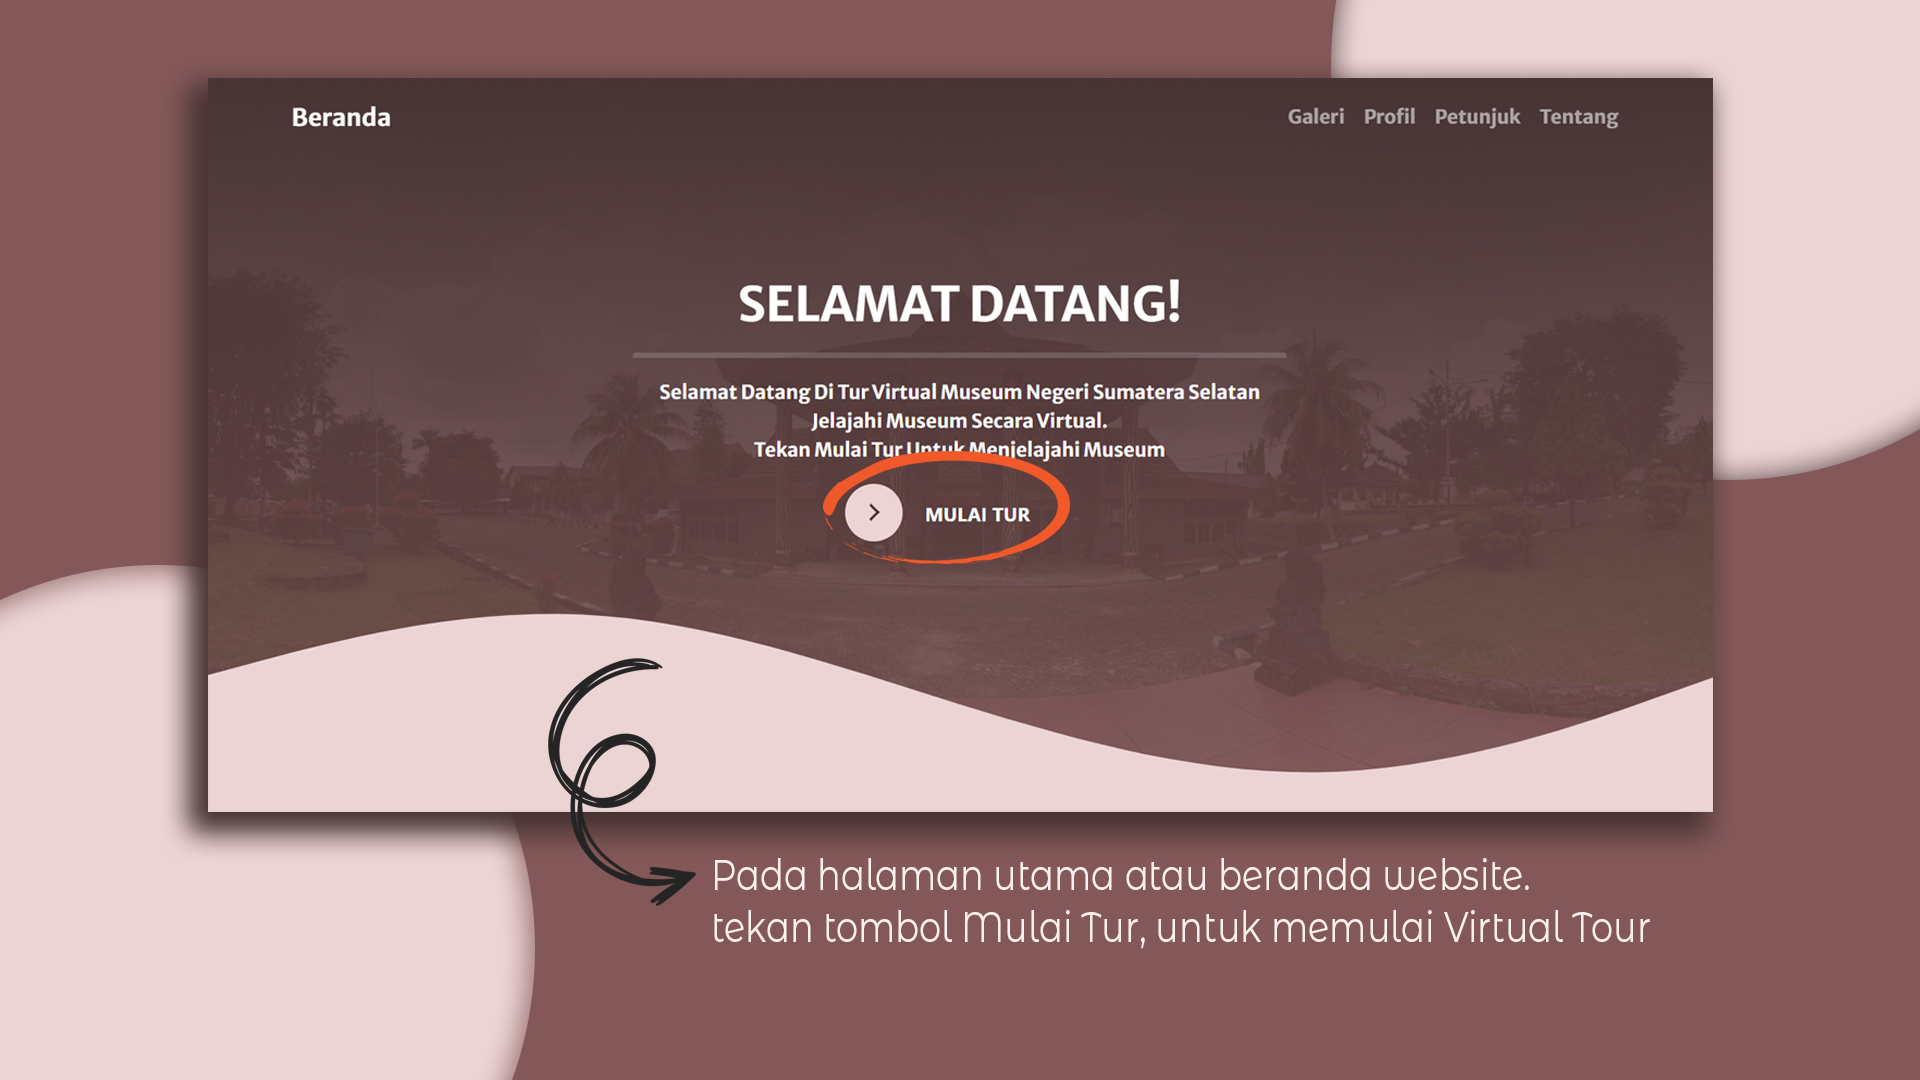 Beranda
Galeri Profil Petunjuk Tentang
SELAMAT DATANG!
Selamat Datang Di Tur Virtual Museum Negeri Sumatera Selatan
Jelajahi Museum Secara Virtual.
Tekan Mulai Tur Untuk Menjelajahi Museum
MULAI TUR
Pada halaman utama atau beranda website.
tekan tombol Mulai Tur, untuk memulai Virtual Tour